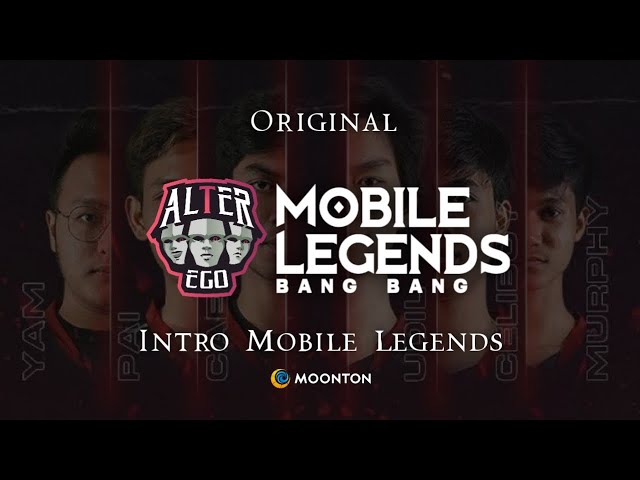 Original
ALTER
EGO
MOBILE
LEGENDS
BANG BANG
YAM
PAI
MURPHY
Intro Mobile Legends
MOONTON